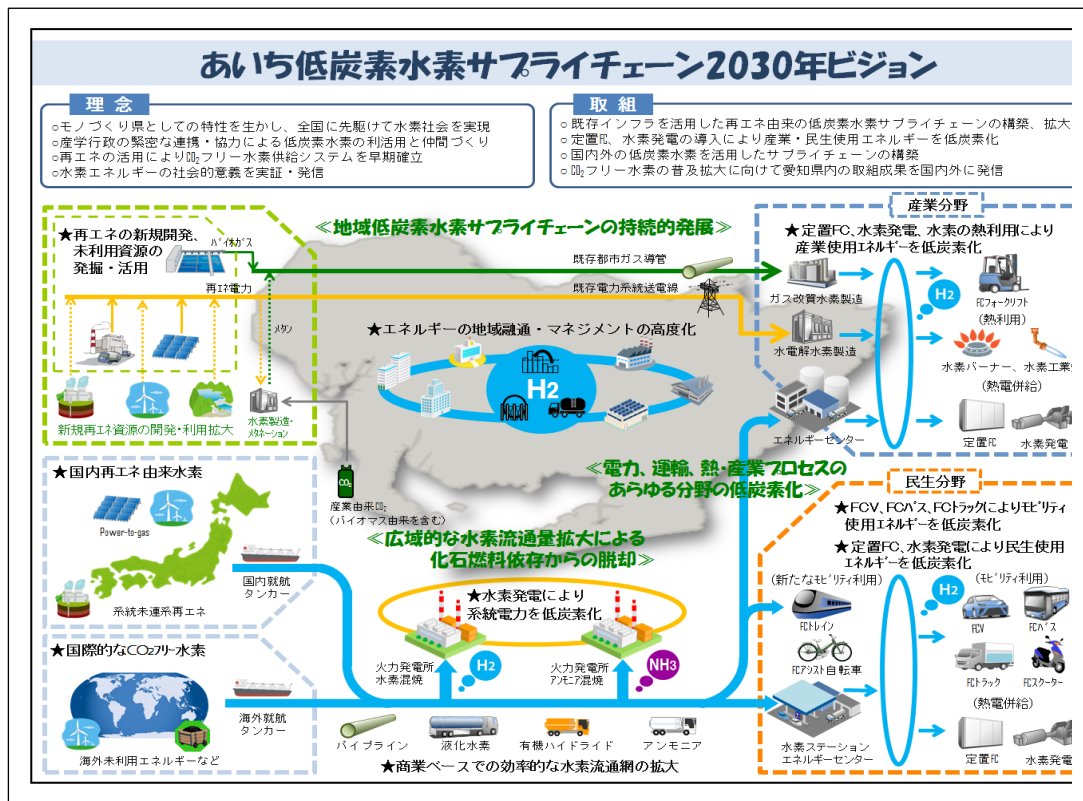 あいち低炭素水素サプライチェーン2030年ビジョン
理 念
○モノづくり県としての特性を生かし、全国に先駆けて水素社会を実現
○産学行政の緊密な連携・協力による低炭素水素の利活用と仲間づくり
○再エネの活用によりCO₂フリー水素供給システムを早期確立
○水素エネルギーの社会的意義を実証・発信
取 組
○既存インフラを活用した再エネ由来の低炭素水素サプライチェーンの構築、拡大
○定置FC、水素発電の導入により産業・民生使用エネルギーを低炭素化
○国内外の低炭素水素を活用したサプライチェーンの構築
○CO₂フリー水素の普及拡大に向けて愛知県内の取組成果を国内外に発信
≪地域低炭素水素サプライチェーンの持続的発展≫
★再エネの新規開発、
未利用資源の
発掘・活用
バイオガス
再エネ電力
メタン
新規再エネ資源の開発・利用拡大
水素製造・
メタネーション
既存都市ガス導管
既存電力系統送電線
★エネルギーの地域融通・マネジメントの高度化
H2
CO₂
産業由来CO₂
(バイオマス由来を含む)
産業分野
★定置FC、水素発電、水素の熱利用により
産業使用エネルギーを低炭素化
ガス改質水素製造
水電解水素製造
エネルギーセンター
H2
FCフォークリフト
(熱利用)
水素バーナー、水素工業
(熱電併給)
定置FC
水素発電
≪電力、運輸、熱・産業プロセスの
あらゆる分野の低炭素化≫
≪広域的な水素流通量拡大による
化石燃料依存からの脱却≫
★国内再エネ由来水素
Power-to-gas
系統未連系再エネ
国内就航
タンカー
★国際的なCO₂フリー水素
海外未利用エネルギーなど
海外就航
タンカー
★水素発電により
系統電力を低炭素化
火力発電所
水素混焼
H2
火力発電所
アンモニア混焼
NH3
パイプライン
液化水素
有機ハイドライド
アンモニア
★商業ベースでの効率的な水素流通網の拡大
民生分野
★FCV、FCバス、FCトラックによりモビリティ
使用エネルギーを低炭素化
★定置FC、水素発電により民生使用
エネルギーを低炭素化
(新たなモビリティ利用)
FCトレイン
FCアシスト自転車
水素ステーション
エネルギーセンター
H2
(モビリティ利用)
FCV
FCバス
FCトラック
FCスクーター
(熱電併給)
定置FC
水素発電